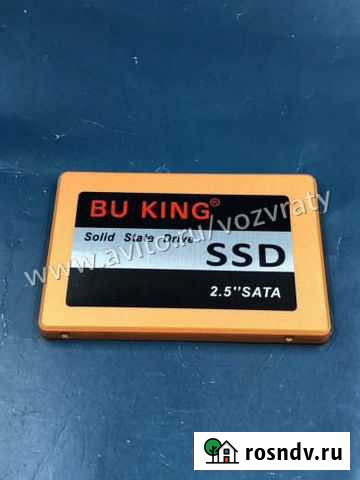 BU KING®
Solid State Drive
SSD
2.5''SATA
www.avito.ru/vozvraty
rosndv.ru